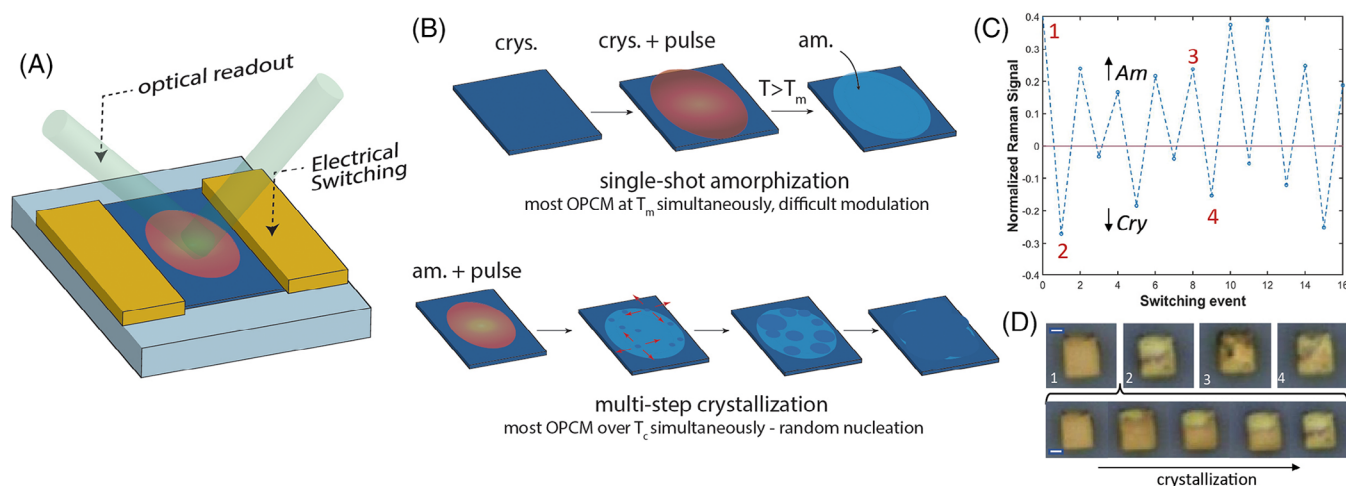 (A)
optical readout
Electrical
Switching
(B)
crys.
crys. + pulse
am.
T>Tm
single-shot amorphization
most OPCM at Tm simultaneously, difficult modulation
am. + pulse
multi-step crystallization
most OPCM over Tc simultaneously - random nucleation
(C)
Normalized Raman Signal
0.4
0.3
0.2
0.1
0
-0.1
-0.2
-0.3
0.4
1
2
3
4
Am
Cry
0 2 4 6 8 10 12 14 16
Switching event
(D)
1 2 3 4
crystallization